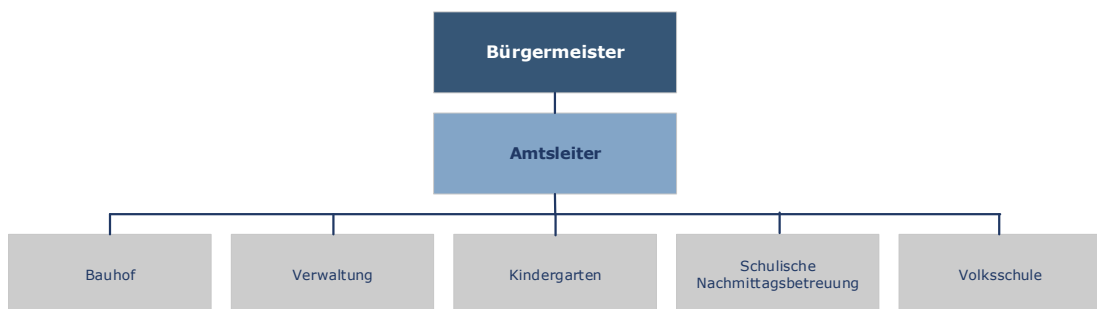 Bürgermeister
Amtsleiter
Bauhof
Verwaltung
Kindergarten
Schulische
Nachmittagsbetreuung
Volksschule